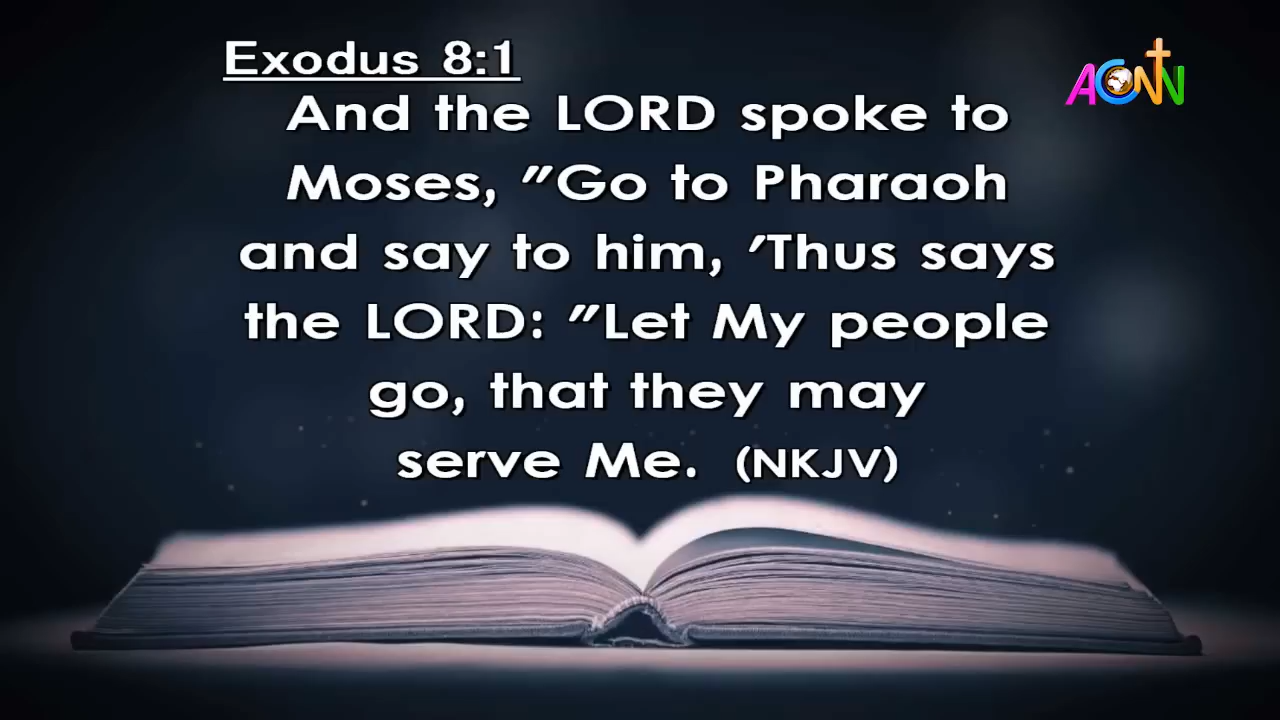 Exodus 8:1
ACNN
And the LORD spoke to
Moses, "Go to Pharaoh
and say to him, 'Thus says
the LORD: "Let My people
go, that they may
serve Me. (NKJV)